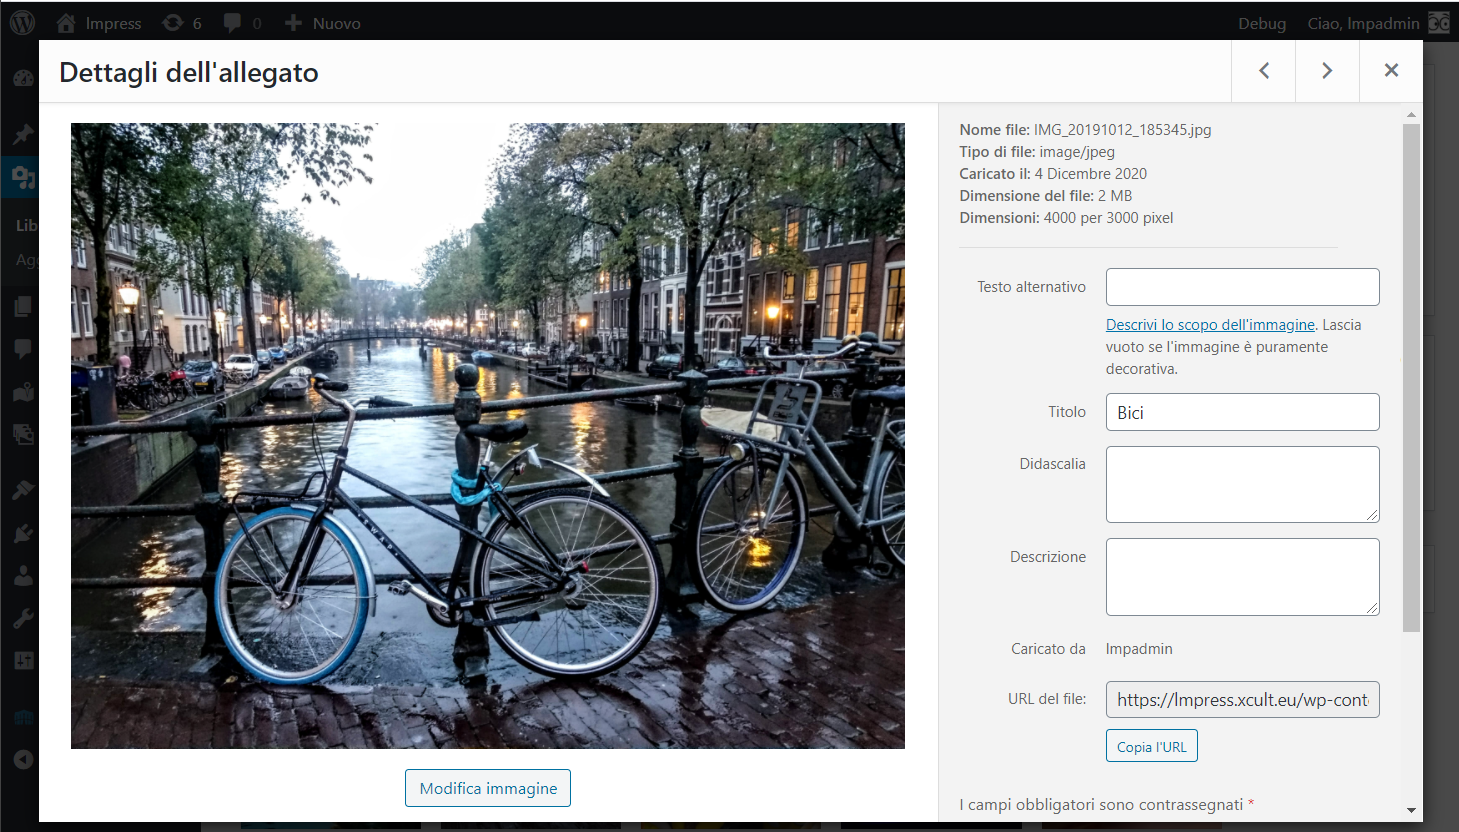 Impress 6 0 Nuovo Debug Ciao, Impadmin
Dettagli dell'allegato
Lib
Agg
Nome file: IMG_20191012_185345.jpg
Tipo di file: image/jpeg
Caricato il: 4 Dicembre 2020
Dimensione del file: 2 MB
Dimensioni: 4000 per 3000 pixel
Testo alternativo
Descrivi lo scopo dell'immagine. Lascia
vuoto se l'immagine è puramente
decorativa.
Titolo Bici
Didascalia
Descrizione
Caricato da Impadmin
URL del file: https://Impress.xcult.eu/wp-cont
Copia l'URL
Modifica immagine
I campi obbligatori sono contrassegnati *